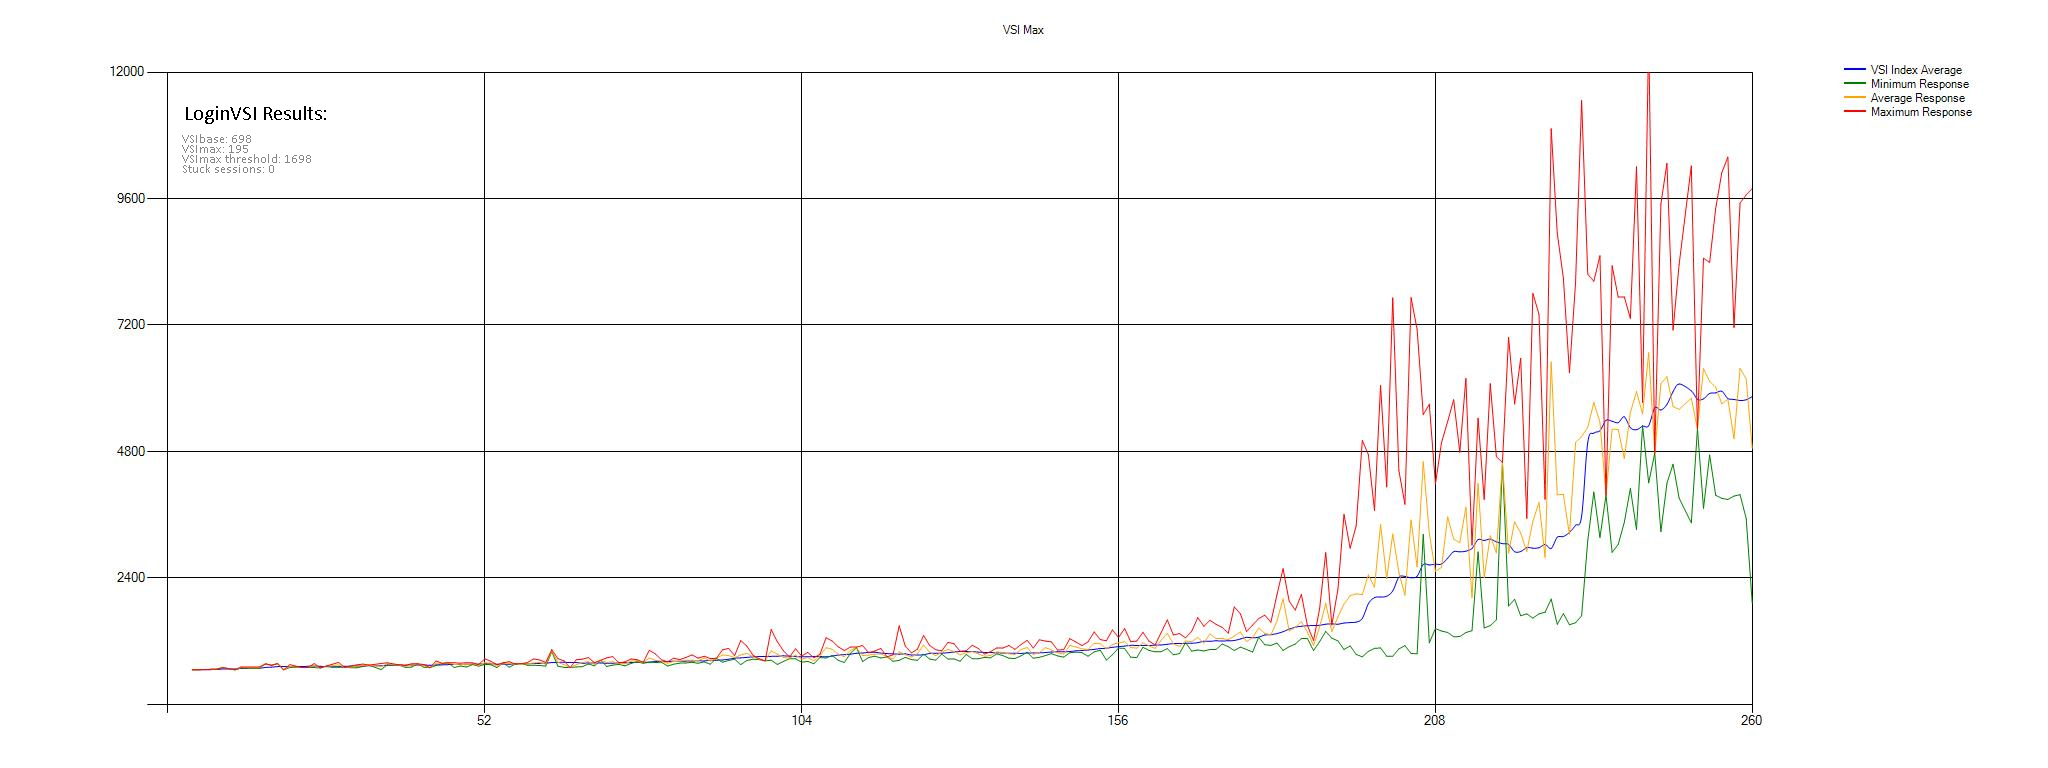 VSI Max
12000
9600
7200
4800
2400
LoginVSI Results:
VSIbase: 698
VSImax: 195
VSImax threshold: 1698
Stuck sessions: 0
52
104
156
208
260
VSI Index Average
Minimum Response
Average Response
Maximum Response